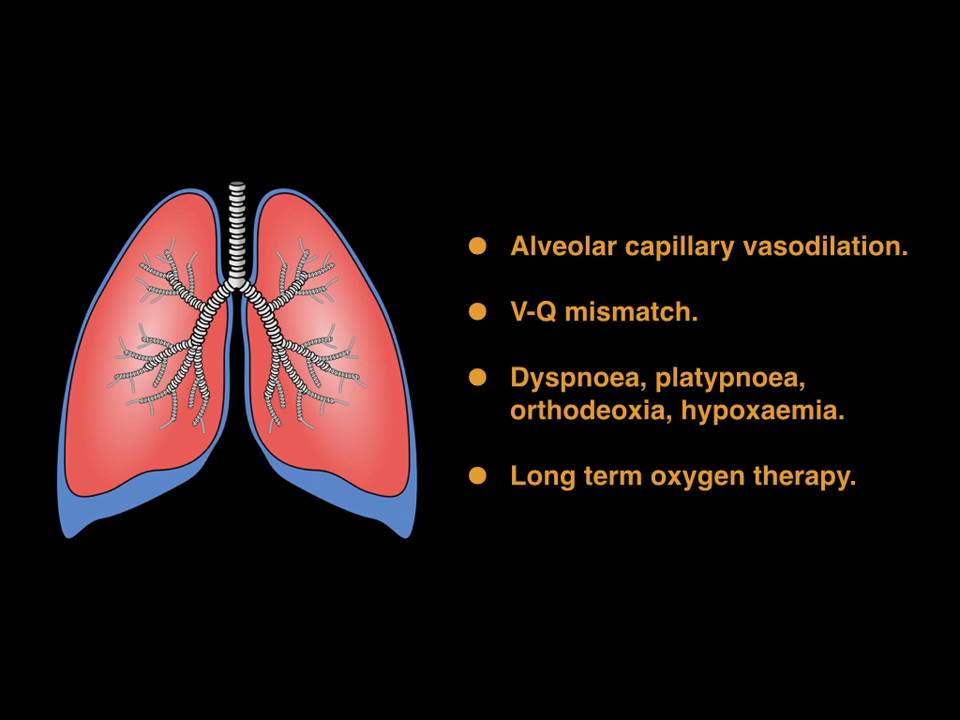 ● Alveolar capillary vasodilation.
● V-Q mismatch.
● Dyspnoea, platypnoea,
orthodeoxia, hypoxaemia.
● Long term oxygen therapy.